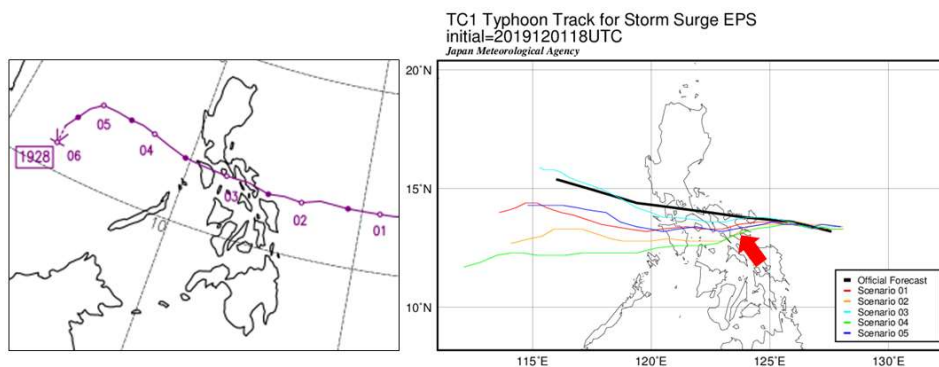 TC1 Typhoon Track for Storm Surge EPS
initial=2019120118UTC
Japan Meteorological Agency
05
04
1928
06
03
02
01
10
20˚N
15˚N
10˚N
Official Forecast
Scenario 01
Scenario 02
Scenario 03
Scenario 04
Scenario 05
115˚E
120˚E
125˚E
130˚E